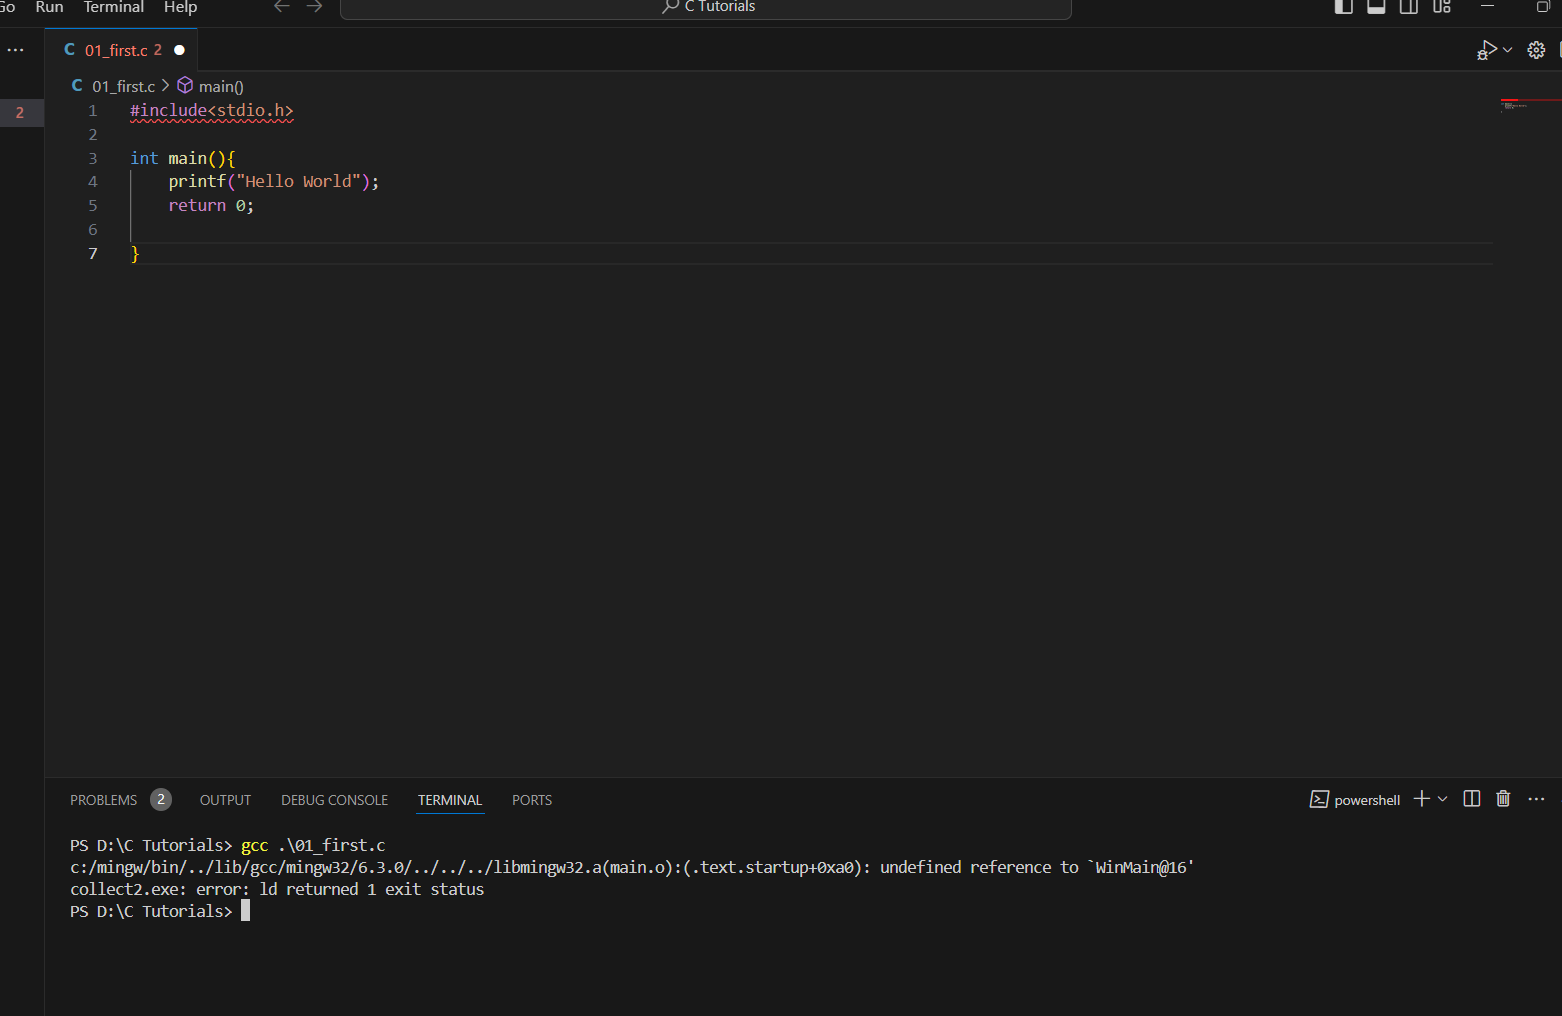 Go Run Terminal Help C Tutorials
01_first.c 2
C 01_first.c > main()
2
1 #include<stdio.h>
2
3 int main(){
4 printf("Hello World");
5 return 0;
6
7 }
PROBLEMS 2 OUTPUT DEBUG CONSOLE TERMINAL PORTS powershell
PS D:\C Tutorials> gcc .\01_first.c
c:/mingw/bin/../lib/gcc/mingw32/6.3.0/../../../libmingw32.a(main.o):(.text.startup+0xa0): undefined reference to `WinMain@16'
collect2.exe: error: ld returned 1 exit status
PS D:\C Tutorials>